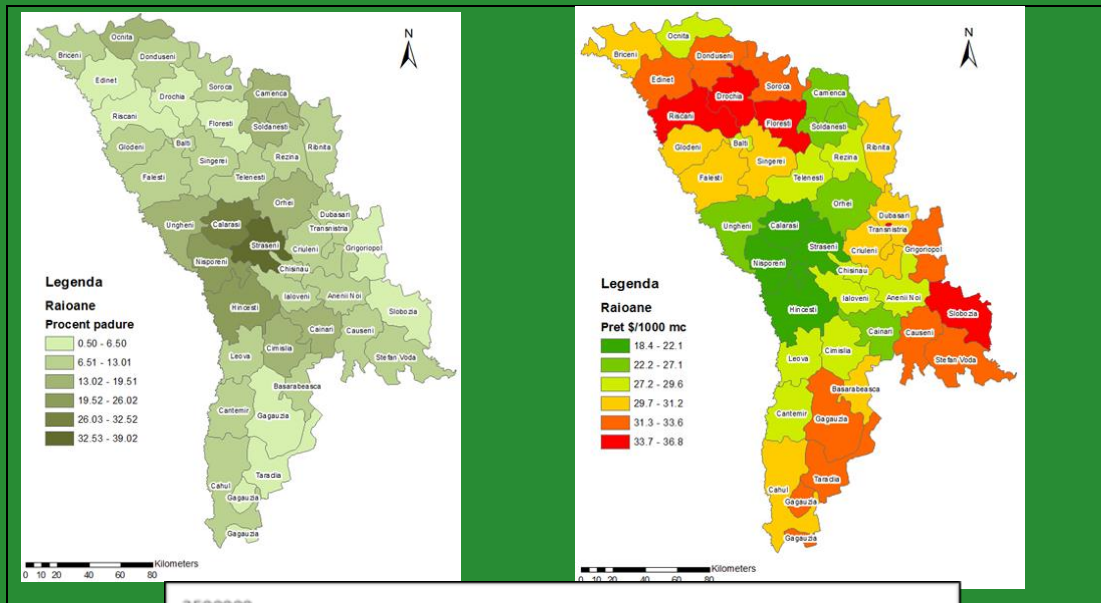 N
Ocnita
Briceni
Donduseni
Edinet
Soroca
Drochia
Camenca
Riscani
Floresti
Soldanesti
Glodeni
Balti
Ribnita
Singerei
Rezina
Falesti
Telenesti
Orhei
Dubasari
Ungheni
Calarasi
Transnistria
Straseni
Criuleni
Grigoriopol
Nisporeni
Chisinau
Ialoveni
Anenii Noi
Hincesti
Slobozia
Cainari
Causeni
Cimislia
Leova
Stefan Voda
Basarabeasca
Cantemir
Gagauzia
Taraclia
Cahul
Gagauzia
Gagauzia
Legenda
Raioane
Procent padure
0.50 - 6.50
6.51 - 13.01
13.02 - 19.51
19.52 - 26.02
26.03 - 32.52
32.53 - 39.02
Kilometers
0 10 20 40 60 80
N
Ocnita
Briceni
Donduseni
Edinet
Soroca
Drochia
Camenca
Riscani
Floresti
Soldanesti
Glodeni
Balti
Ribnita
Singerei
Rezina
Falesti
Telenesti
Orhei
Dubasari
Ungheni
Calarasi
Transnistria
Straseni
Criuleni
Grigoriopol
Nisporeni
Chisinau
Ialoveni
Anenii Noi
Hincesti
Slobozia
Cainari
Causeni
Cimislia
Leova
Stefan Voda
Basarabeasca
Cantemir
Gagauzia
Taraclia
Cahul
Gagauzia
Gagauzia
Legenda
Raioane
Pret $/1000 mc
18.4 - 22.1
22.2 - 27.1
27.2 - 29.6
29.7 - 31.2
31.3 - 33.6
33.7 - 36.8
Kilometers
0 10 20 40 60 80